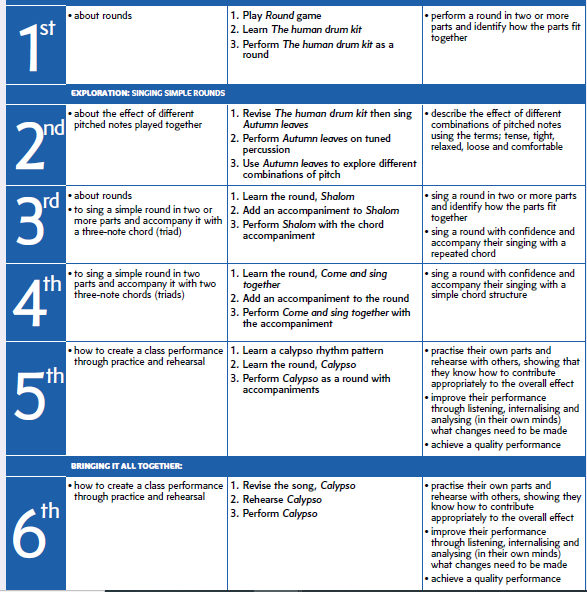 1st
• about rounds
1. Play Round game
2. Learn The human drum kit
3. Perform The human drum kit as a
round
• perform a round in two or more
parts and identify how the parts fit
together
EXPLORATION: SINGING SIMPLE ROUNDS
2nd
• about the effect of different
pitched notes played together
1. Revise The human drum kit then sing
Autumn leaves
2. Perform Autumn leaves on tuned
percussion
3. Use Autumn leaves to explore different
combinations of pitch
• describe the effect of different
combinations of pitched notes
using the terms; tense, tight,
relaxed, loose and comfortable
3rd
• about rounds
• to sing a simple round in two or
more parts and accompany it with
a three-note chord (triad)
1. Learn the round, Shalom
2. Add an accompaniment to Shalom
3. Perform Shalom with the chord
accompaniment
• sing a round in two or more parts
and identify how the parts fit
together
• sing a round with confidence and
accompany their singing with a
repeated chord
4th
• to sing a simple round in two
parts and accompany it with two
three-note chords (triads)
1. Learn the round, Come and sing
together
2. Add an accompaniment to the round
3. Perform Come and sing together with
the accompaniment
• sing a round with confidence and
accompany their singing with a
simple chord structure
5th
• how to create a class performance
through practice and rehearsal
1. Learn a calypso rhythm pattern
2. Learn the round, Calypso
3. Perform Calypso as a round with
accompaniments
• practise their own parts and
rehearse with others, showing that
they know how to contribute
appropriately to the overall effect
• improve their performance
through listening, internalising and
analysing (in their own minds)
what changes need to be made
• achieve a quality performance
BRINGING IT ALL TOGETHER:
6th
• how to create a class performance
through practice and rehearsal
1. Revise the song, Calypso
2. Rehearse Calypso
3. Perform Calypso
• practise their own parts and
rehearse with others, showing they
know how to contribute
appropriately to the overall effect
• improve their performance
through listening, internalising and
analysing (in their own minds)
what changes need to be made
• achieve a quality performance